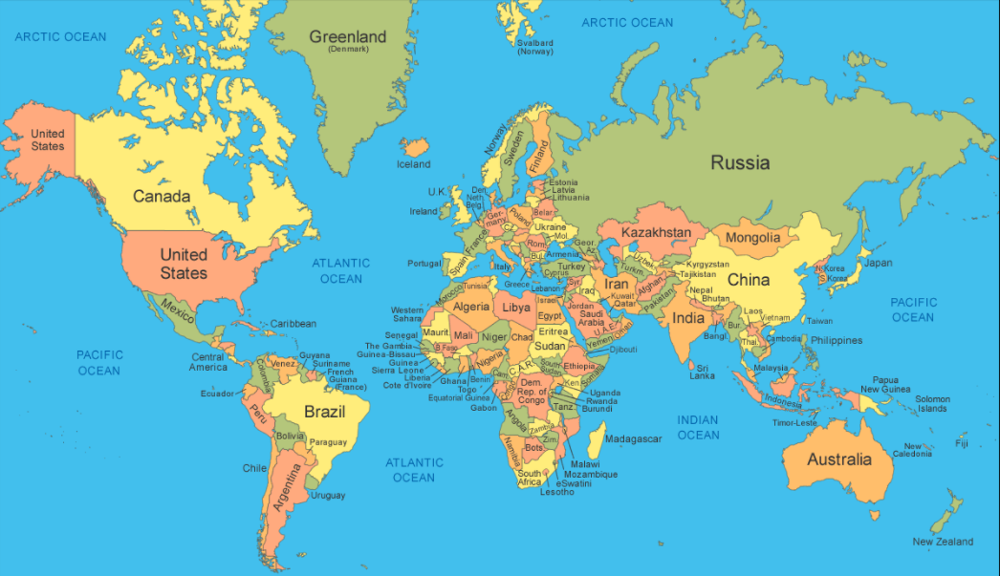 ARCTIC OCEAN
ARCTIC OCEAN
Greenland
(Denmark)
Svalbard
(Norway)
United
States
Canada
Iceland
Norway
Sweden
Finland
Russia
Estonia
Latvia
Lithuania
U.K.
Ireland
Den.
Neth.
Belg.
Ger-
many
Poland
Belar.
Ukraine
Mol.
Cz.
France
Rom.
Bul.
Kazakhstan
Mongolia
United
States
ATLANTIC
OCEAN
Portugal
Spain
Italy
Greece
Geor.
Armenia
Az.
Turkey
Cyprus
Lebanon
Syr.
Israel
Iraq
Iran
Kuwait
Qatar
Uzbek.
Turkm.
Kyrgyzstan
Tajikistan
Afghan.
Pakistan
China
N. Korea
S. Korea
Japan
Nepal
Bhutan
India
Mexico
Caribbean
Western
Sahara
Morocco
Tunisia
Algeria
Libya
Egypt
Jordan
Saudi
Arabia
U.A.E.
Oman
Yemen
Djibouti
Bangl.
Bur.
Laos
Vietnam
Thai.
Cambodia
Taiwan
PACIFIC
OCEAN
Philippines
PACIFIC
OCEAN
Central
America
Venez.
Guyana
Suriname
French
Guiana
(France)
Colombia
Ecuador
Senegal
The Gambia
Guinea-Bissau
Guinea
Sierra Leone
Liberia
Cote d'Ivoire
Maurit.
Mali
B.Faso
Ghana
Togo
Benin
Equatorial Guinea
Gabon
Niger
Nigeria
Chad
Cam.
C.A.R.
Congo
Eritrea
Sudan
South
Sudan
Ethiopia
Somalia
Sri
Lanka
Malaysia
Indonesia
Papua
New Guinea
Solomon
Islands
Timor-Leste
Peru
Brazil
Bolivia
Paraguay
Chile
Argentina
Uruguay
ATLANTIC
OCEAN
Dem.
Rep. of
Congo
Ken.
Uganda
Rwanda
Burundi
Tanz.
Angola
Zambia
Zim.
Namibia
Bots.
South
Africa
Madagascar
Malawi
Mozambique
eSwatini
Lesotho
INDIAN
OCEAN
Australia
New
Caledonia
Fiji
New Zealand